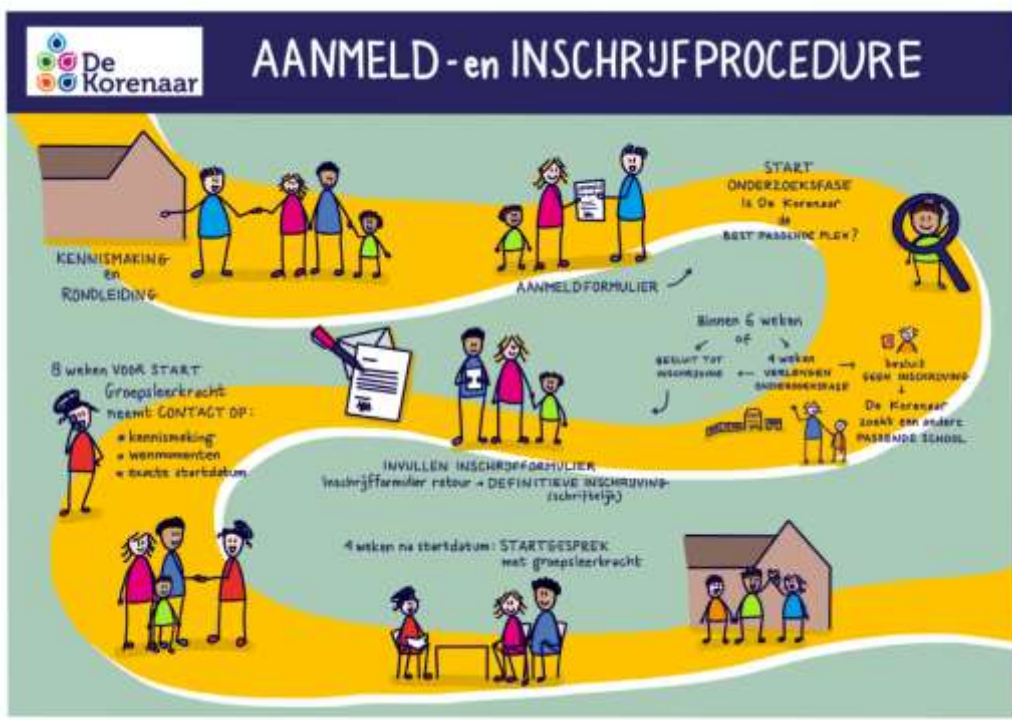 De
Korenaar
AANMELD - en INSCHRIJFPROCEDURE
KENNISMAKING
en
RONDLEIDING
AANMELDFORMULIER
START
ONDERZOEKSFASE
Is De Korenaar
de
BEST PASSENDE PLEK?
Binnen 6 weken
of
BESLUIT TOT
INSCHRIJVING
4 weken
VERLENGEN
ONDERZOEKSFASE
besluit
GEEN INSCHRIJVING
De Korenaar
zoekt een andere
PASSENDE SCHOOL.
INVULLEN INSCHRIJFFORMULIER
Inschrijfformulier retour → DEFINITIEVE INSCHRIJVING
(schriftelijk)
8 weken VOOR START
Groepsleerkracht
neemt CONTACT OP:
* kennismaking
* wenmomenten
* exacte startdatum
4 weken na startdatum: STARTGESPREK
met groepsleerkracht